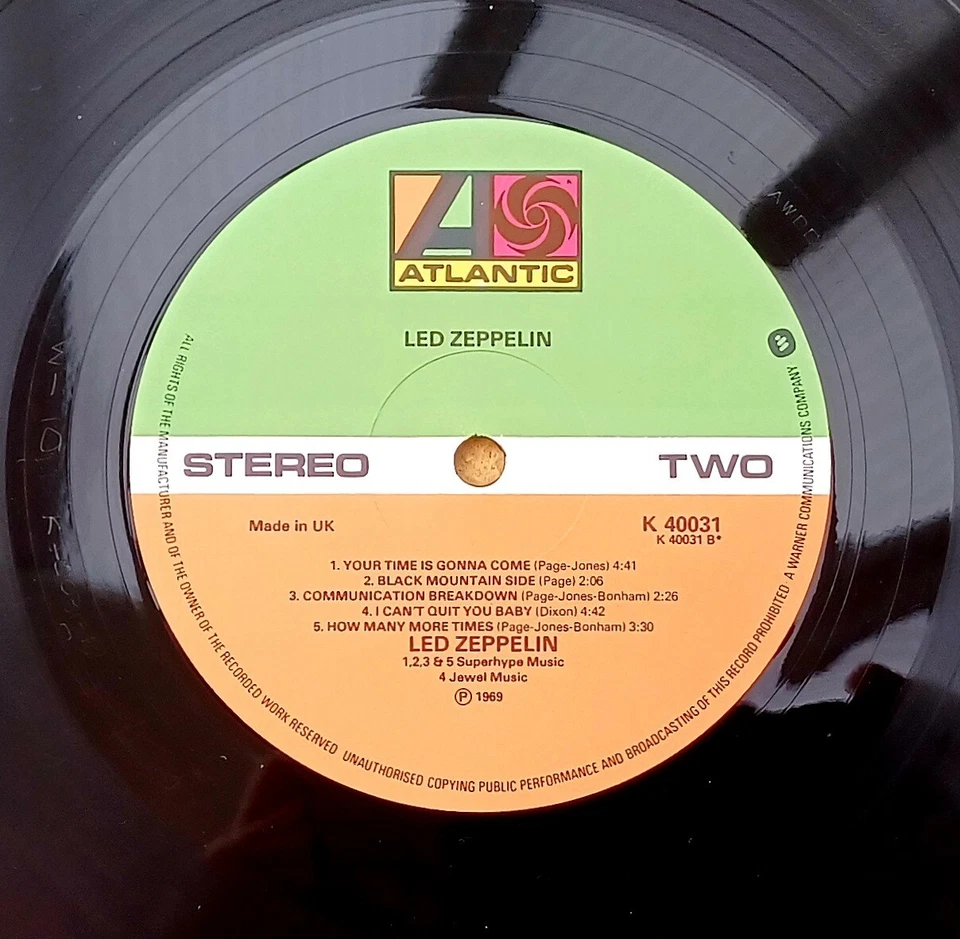 ATLANTIC
LED ZEPPELIN
STEREO
TWO
Made in UK
K 40031
K 40031 B*
1. YOUR TIME IS GONNA COME (Page-Jones) 4:41
2. BLACK MOUNTAIN SIDE (Page) 2:06
3. COMMUNICATION BREAKDOWN (Page-Jones-Bonham) 2:26
4. I CAN'T QUIT YOU BABY (Dixon) 4:42
5. HOW MANY MORE TIMES (Page-Jones-Bonham) 3:30
LED ZEPPELIN
1,2,3 & 5 Superhype Music
4 Jewel Music
Ⓟ 1969
ALL RIGHTS OF THE MANUFACTURER AND OF THE OWNER OF THE RECORDED WORK RESERVED UNAUTHORISED COPYING PUBLIC PERFORMANCE AND BROADCASTING OF THIS RECORD PROHIBITED · A WARNER COMMUNICATIONS COMPANY